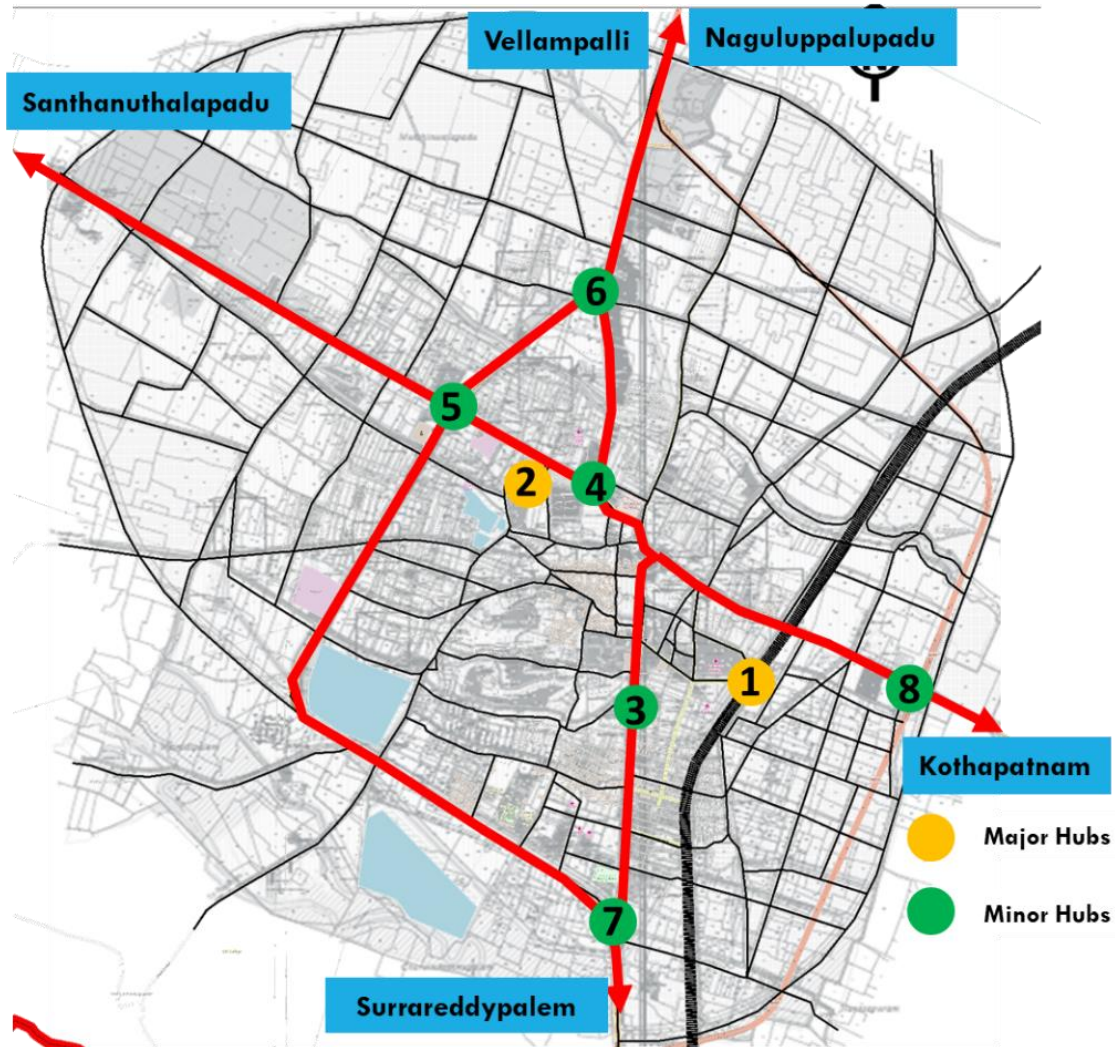 Vellampalli
Naguluppalupadu
N
Santhanuthalapadu
6
5
2
4
1
8
3
Kothapatnam
Major Hubs
Minor Hubs
7
Surrareddypalem